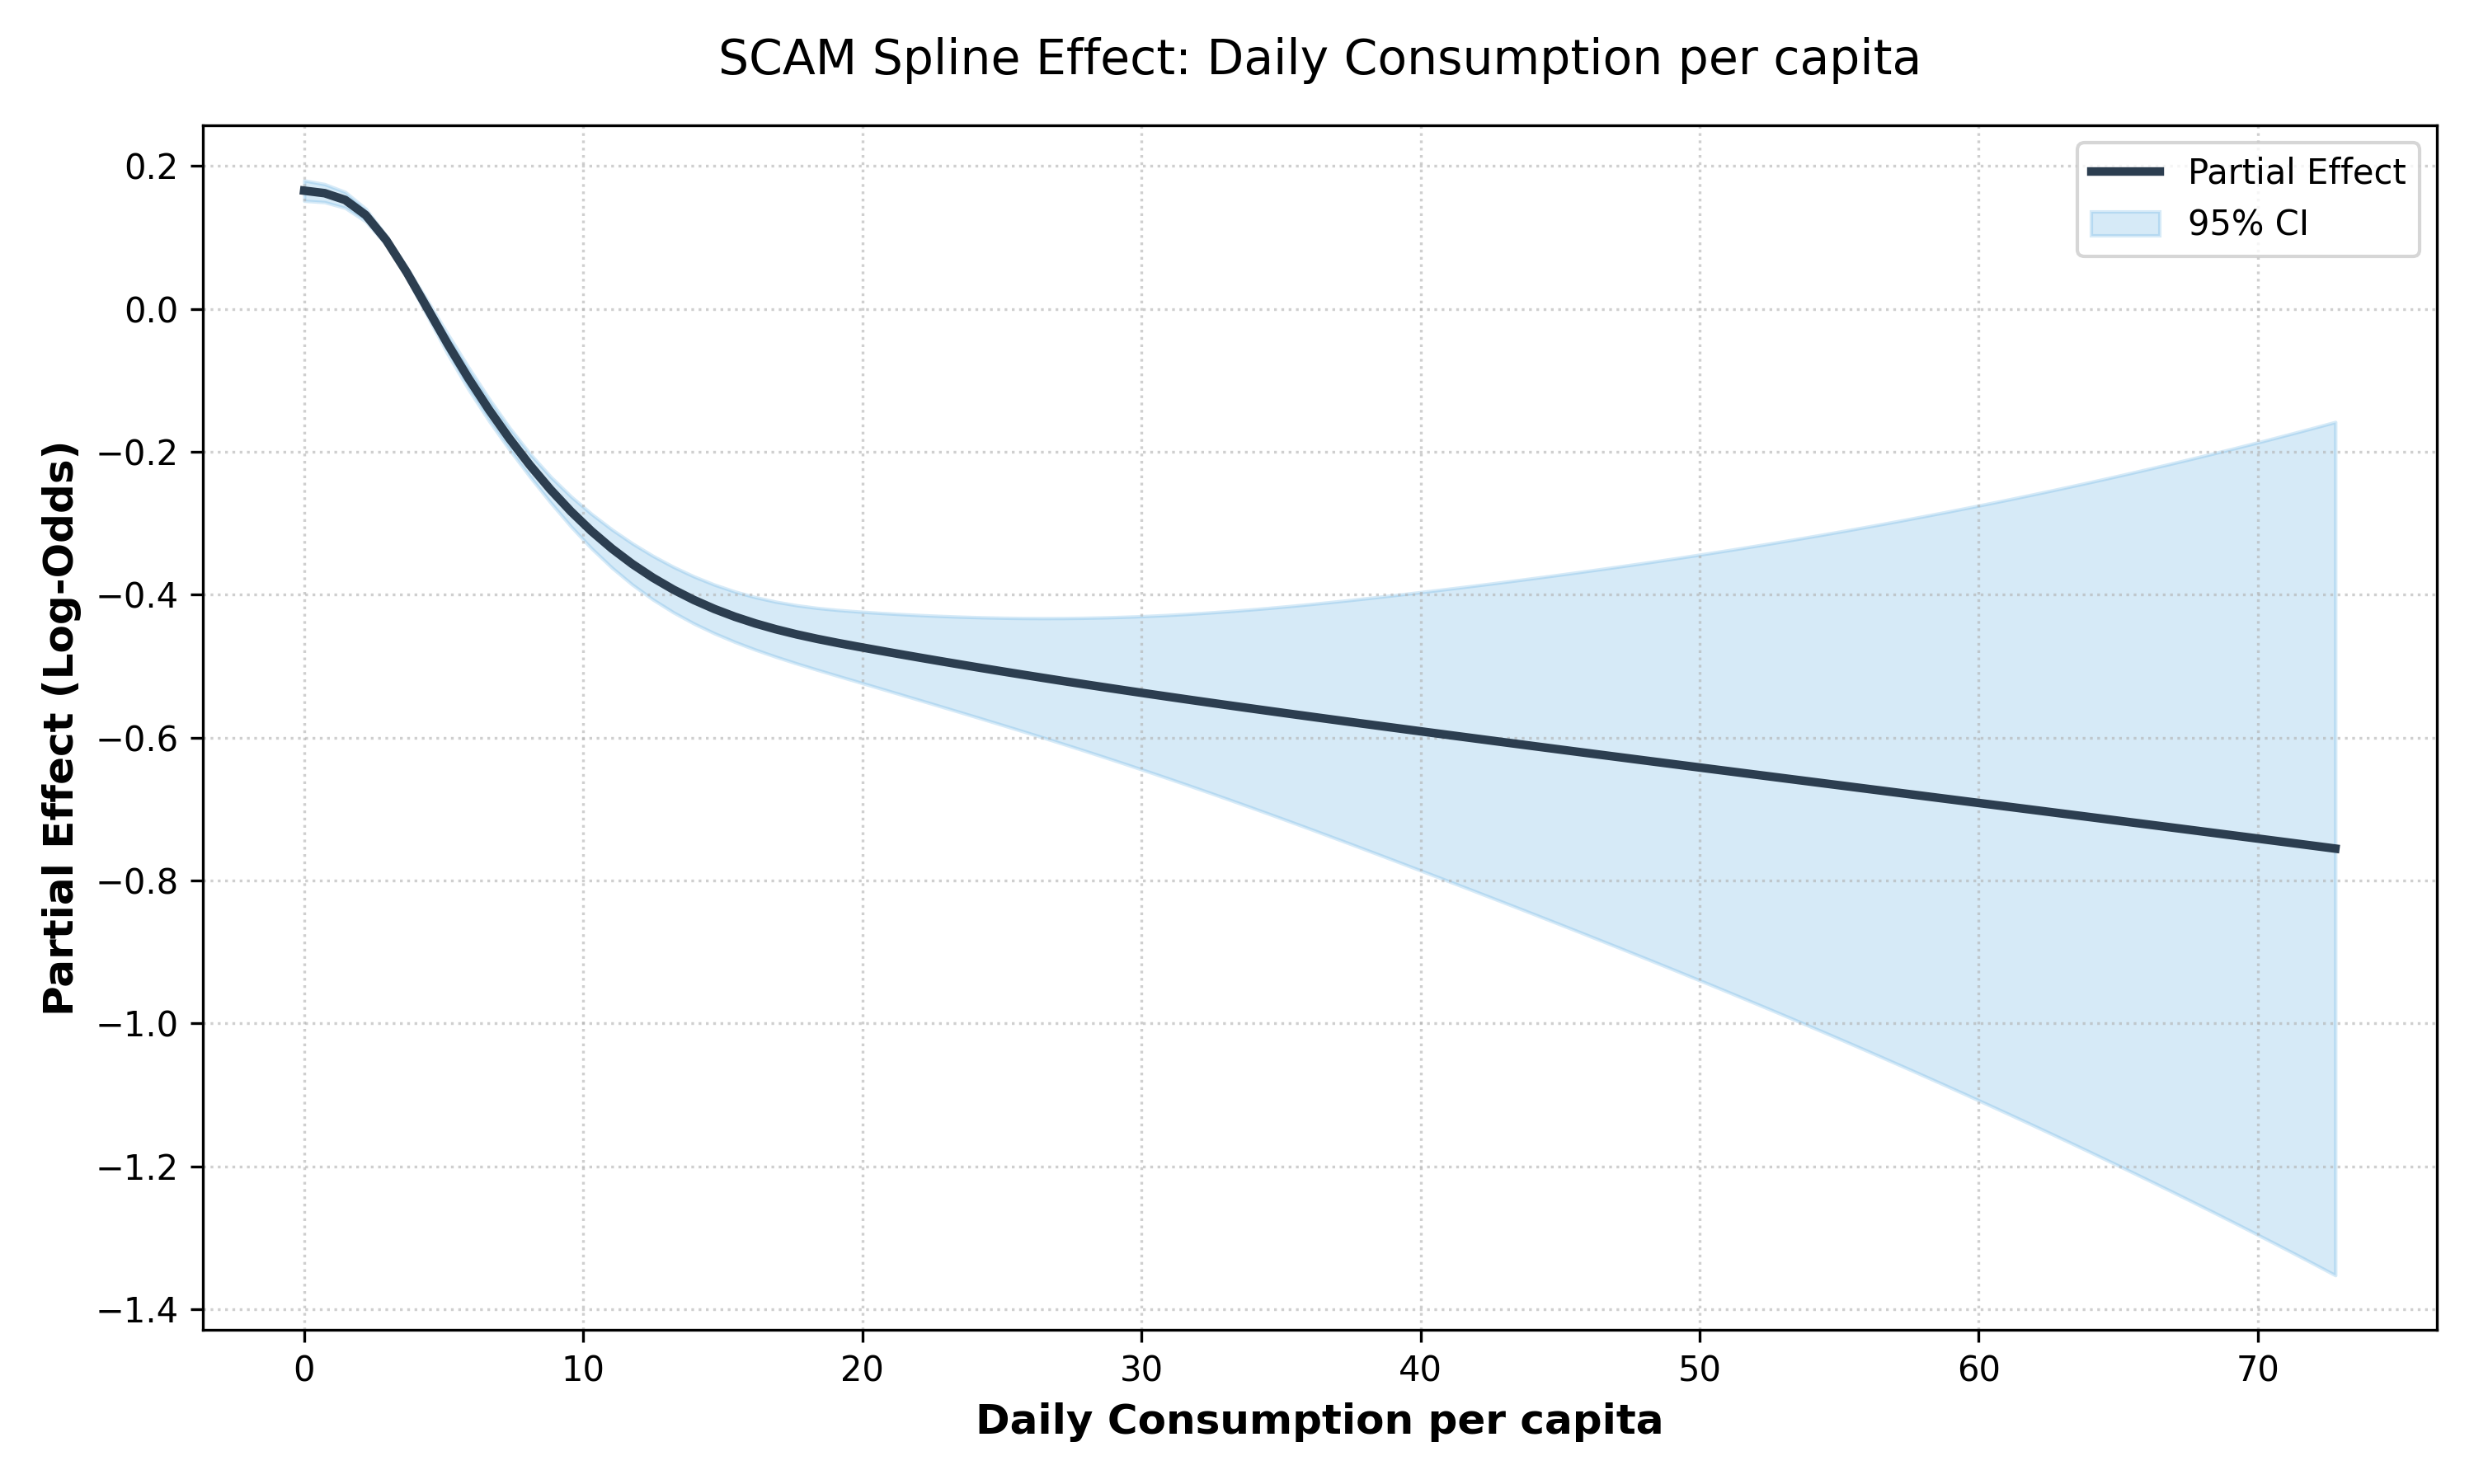 SCAM Spline Effect: Daily Consumption per capita
Partial Effect
95% CI
Partial Effect (Log-Odds)
0.2
0.0
−0.2
−0.4
−0.6
−0.8
−1.0
−1.2
−1.4
0 10 20 30 40 50 60 70
Daily Consumption per capita